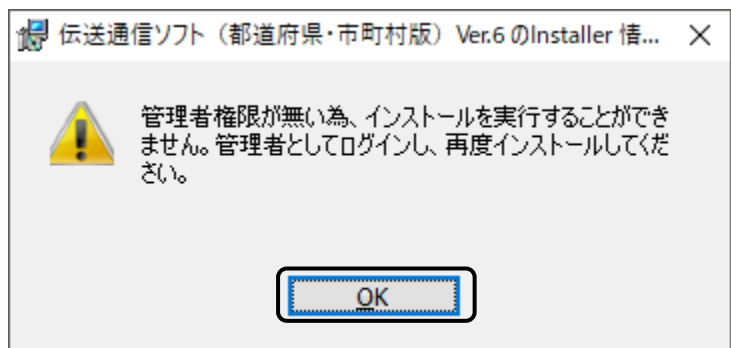 伝送通信ソフト（都道府県・市町村版） Ver.6 のInstaller 情...
管理者権限が無い為、インストールを実行することができ
ません。管理者としてログインし、再度インストールしてくだ
さい。
OK